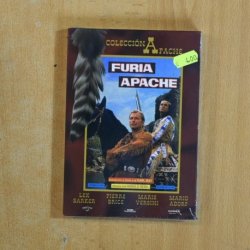 COLECCIÓN APACHE
4,00
FURIA
APACHE
LEX BARKER PIERRE BRICE MARIE VERSINI MARIO ADORF